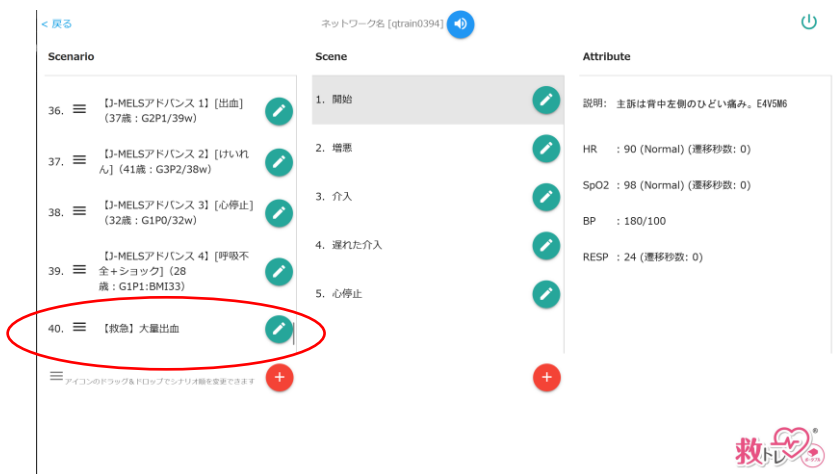 < 戻る
ネットワーク名 [qtrain0394]
Scenario
Scene
Attribute
36.
【J-MELSアドバンス 1】[出血]
(37歳：G2P1/39w)
37.
【J-MELSアドバンス 2】[けいれ
ん]（41歳：G3P2/38w）
38.
【J-MELSアドバンス 3】[心停止]
(32歳：G1P0/32w)
39.
【J-MELSアドバンス 4】[呼吸不
全+ショック]（28
歳：G1P1:BMI33）
40.
【救急】大量出血
アイコンのドラッグ&ドロップでシナリオ順を変更できます
1. 開始
2. 増悪
3. 介入
4. 遅れた介入
5. 心停止
説明: 主訴は背中左側のひどい痛み。E4V5M6
HR : 90 (Normal) (遷移秒数: 0)
SpO2 : 98 (Normal) (遷移秒数: 0)
BP : 180/100
RESP : 24 (遷移秒数: 0)
救トレ